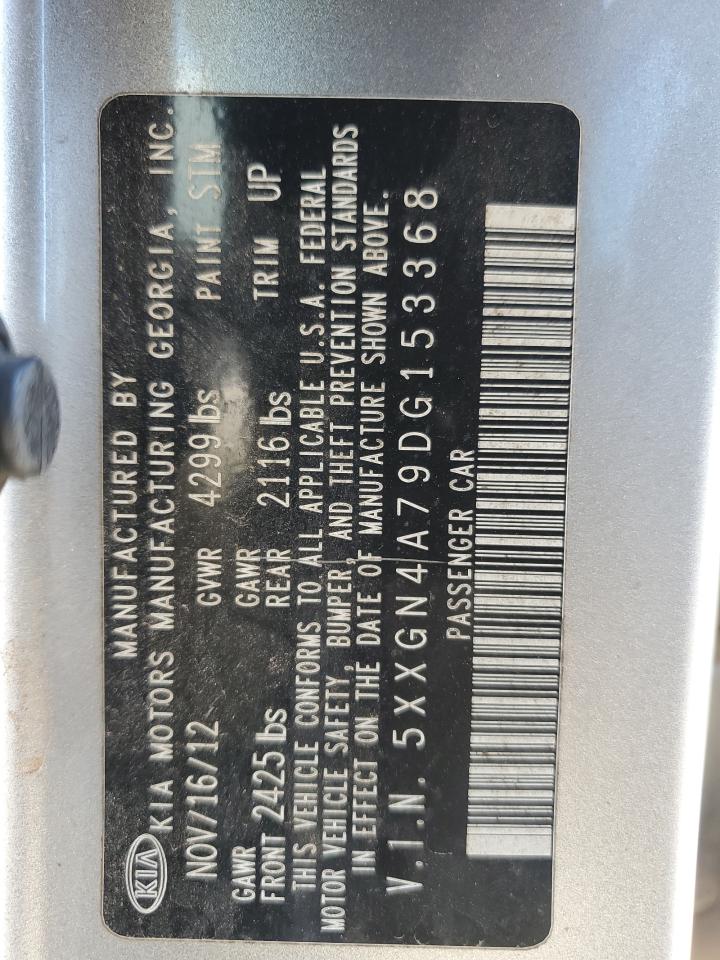 MANUFACTURED BY
KIA KIA MOTORS MANUFACTURING GEORGIA, INC.
NOV/16/12 GVWR 4299 lbs PAINT STM
GAWR GAWR
FRONT 2425 lbs REAR 2116 lbs TRIM UP
THIS VEHICLE CONFORMS TO ALL APPLICABLE U.S.A. FEDERAL
MOTOR VEHICLE SAFETY, BUMPER, AND THEFT PREVENTION STANDARDS
IN EFFECT ON THE DATE OF MANUFACTURE SHOWN ABOVE.
V.I.N. 5XXGN4A79DG153368
PASSENGER CAR